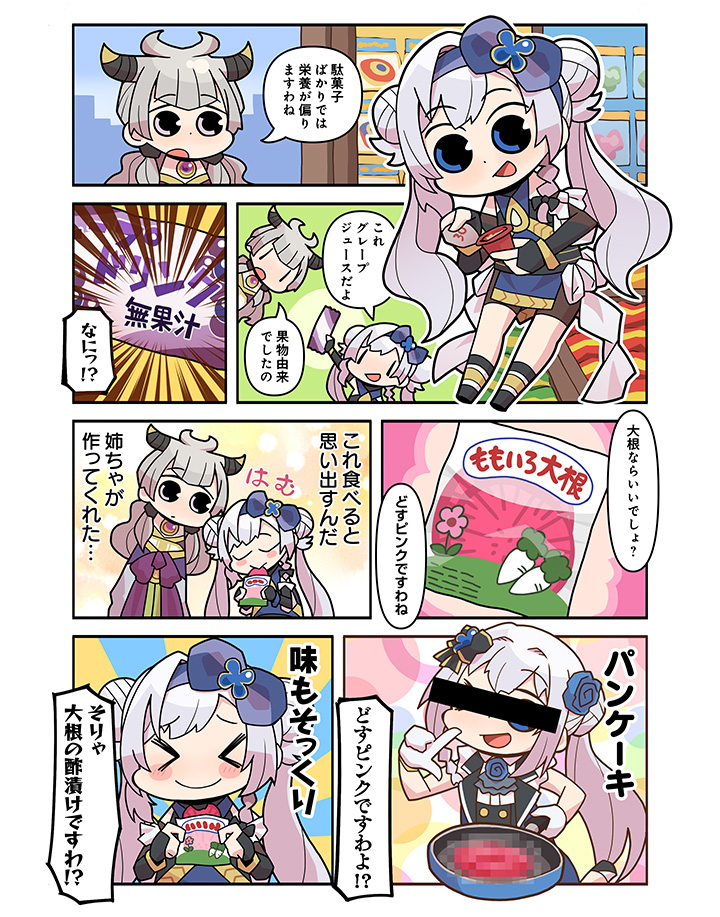 駄菓子
ばかりでは
栄養が偏り
ますわね
これ
グレープ
ジュースだよ
果物由来
でしたの
無果汁
なにっ!?
大根ならいいでしょ?
ももいろ大根
どすピンクですわね
これ食べると
思い出すんだ
はむ
姉ちゃが
作ってくれた…
パンケーキ
どすピンクですわよ!?
味もそっくり
そりゃ
大根の酢漬けですわ!?